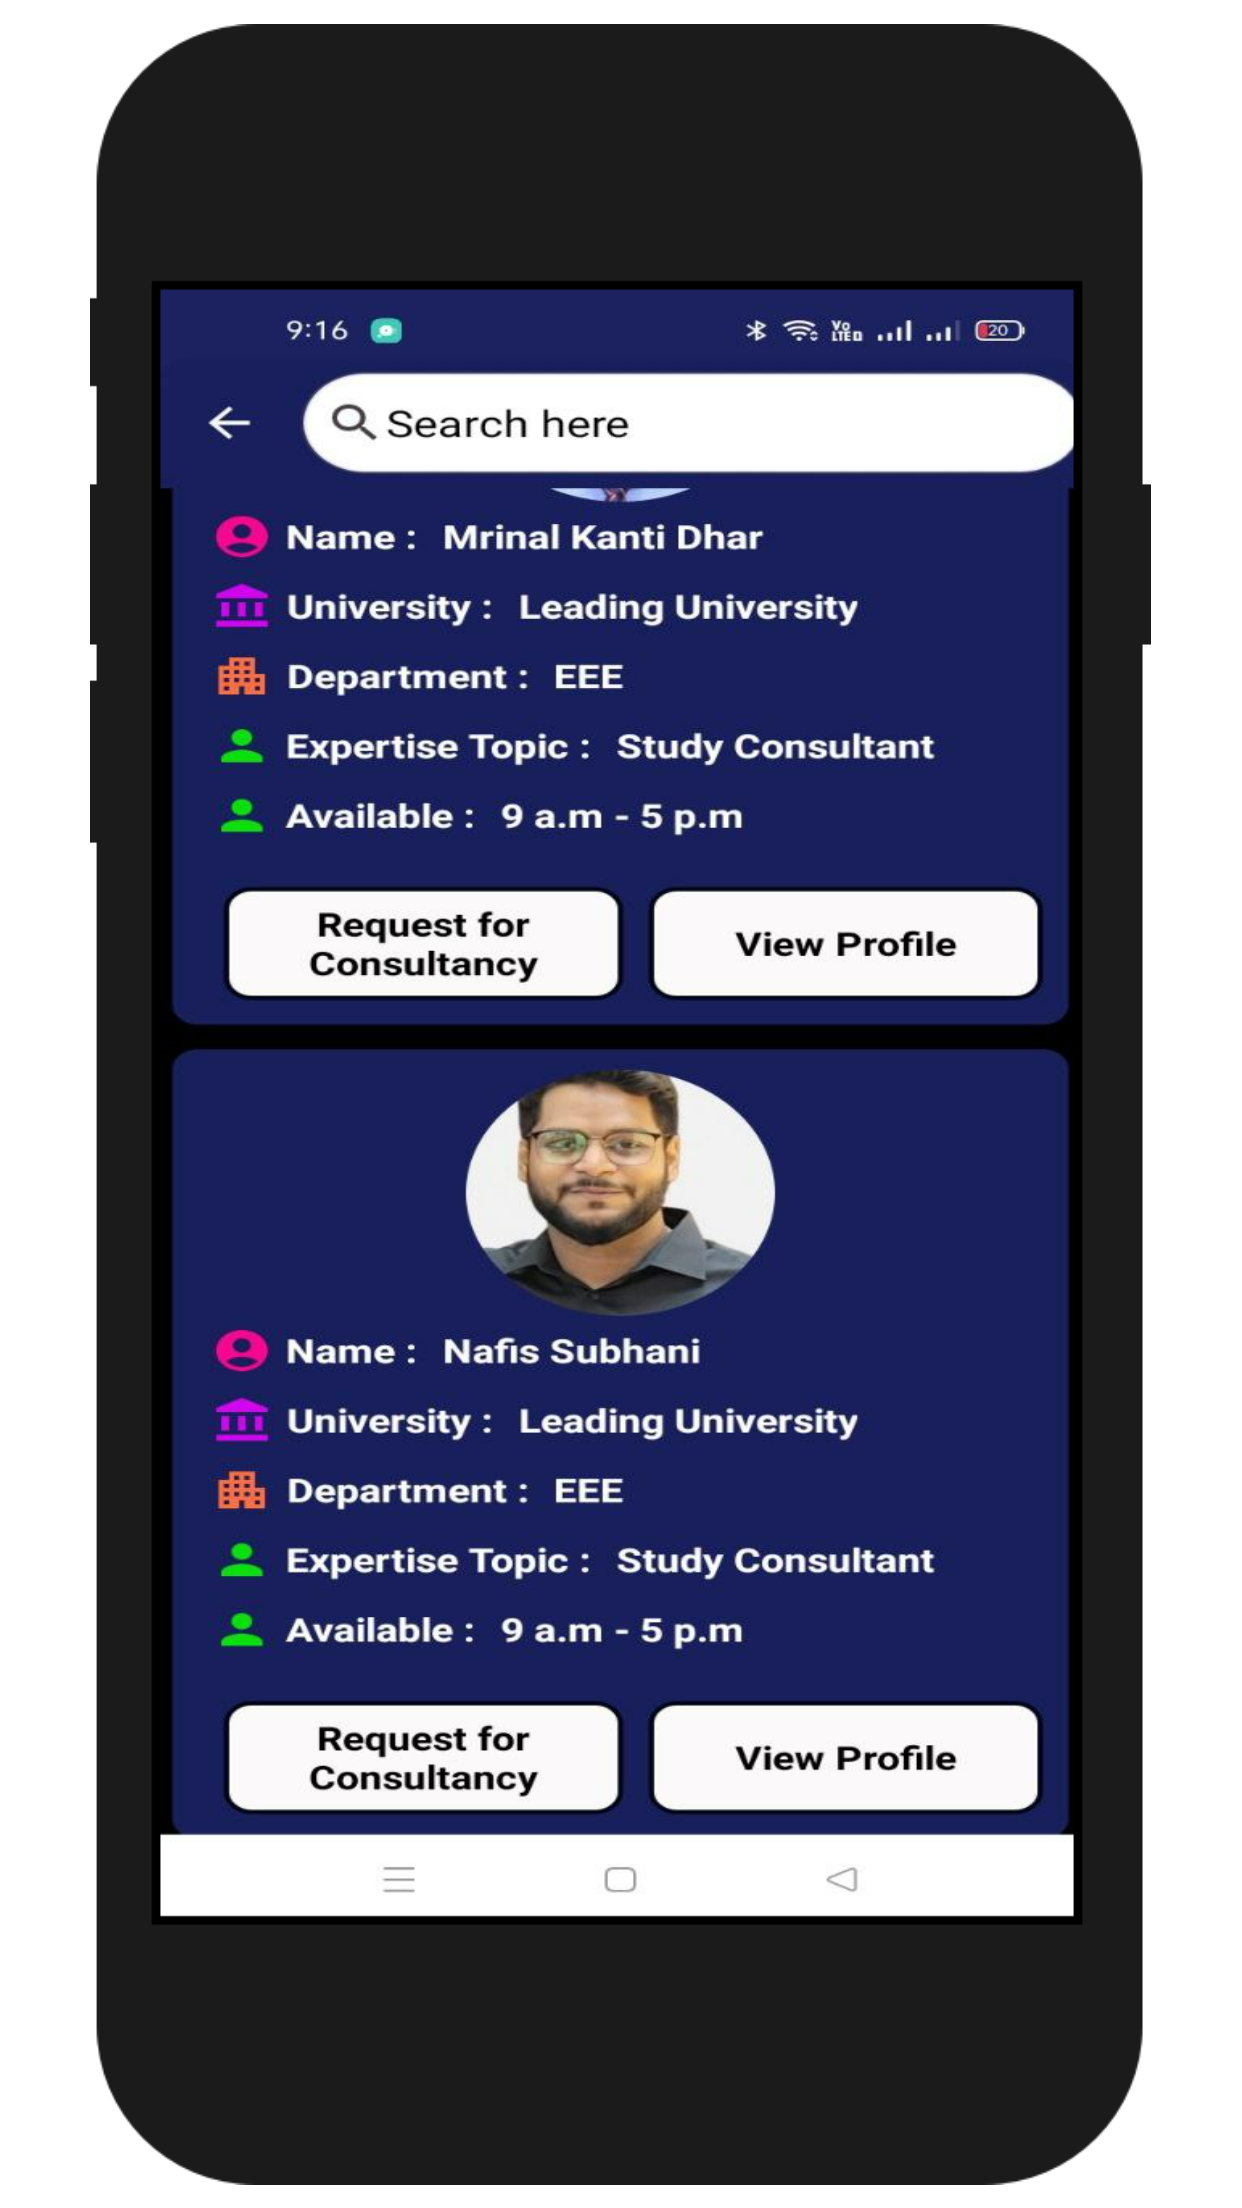 9:16 Vo LTE 20
Search here
Name : Mrinal Kanti Dhar
University : Leading University
Department : EEE
Expertise Topic : Study Consultant
Available : 9 a.m - 5 p.m
Request for
Consultancy
View Profile
Name : Nafis Subhani
University : Leading University
Department : EEE
Expertise Topic : Study Consultant
Available : 9 a.m - 5 p.m
Request for
Consultancy
View Profile